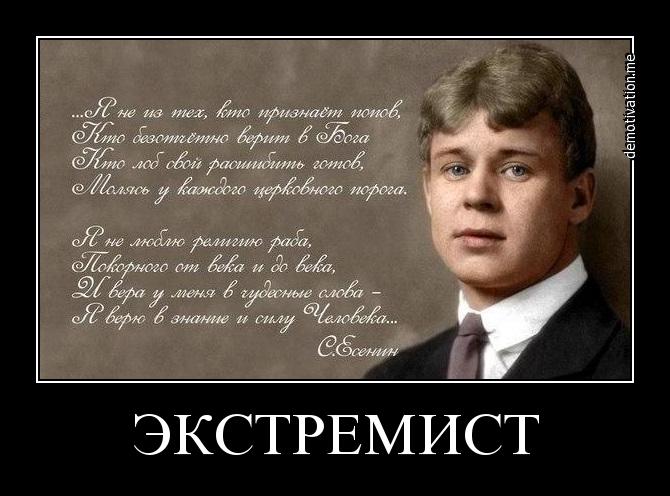 ...Я не из тех, кто признаёт попов,
Кто безотчётно верит в Бога
Кто лоб свой расшибить готов,
Молясь у каждого церковного порога.
Я не люблю религию раба,
Покорного от века и до века,
И вера у меня в чудесные слова –
Я верю в знание и силу Человека...
С.Есенин
demotivation.me
ЭКСТРЕМИСТ